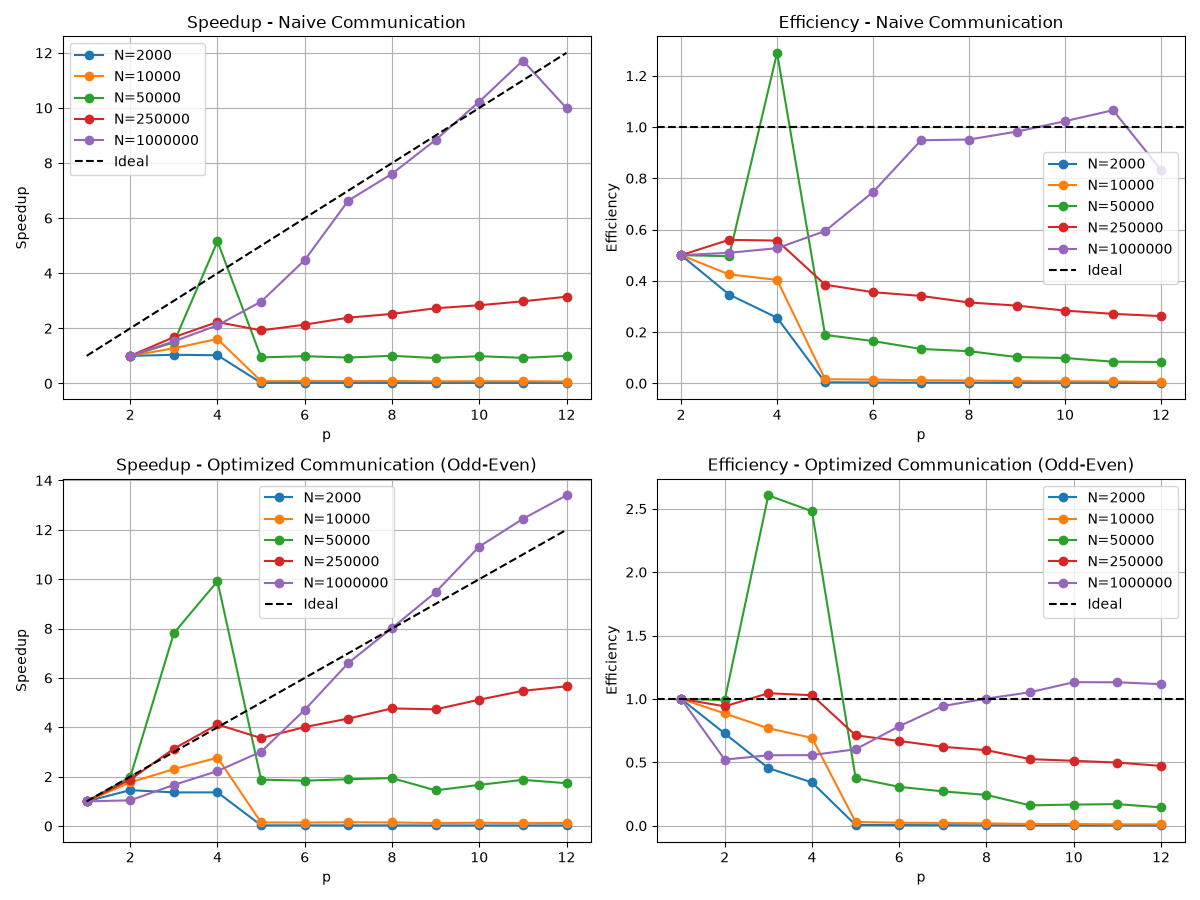 Speedup - Naive Communication
Speedup
12
10
8
6
4
2
0
N=2000
N=10000
N=50000
N=250000
N=1000000
Ideal
2 4 6 8 10 12
p
Efficiency - Naive Communication
Efficiency
1.2
1.0
0.8
0.6
0.4
0.2
0.0
N=2000
N=10000
N=50000
N=250000
N=1000000
Ideal
2 4 6 8 10 12
p
Speedup - Optimized Communication (Odd-Even)
Speedup
14
12
10
8
6
4
2
0
N=2000
N=10000
N=50000
N=250000
N=1000000
Ideal
2 4 6 8 10 12
p
Efficiency - Optimized Communication (Odd-Even)
Efficiency
2.5
2.0
1.5
1.0
0.5
0.0
N=2000
N=10000
N=50000
N=250000
N=1000000
Ideal
2 4 6 8 10 12
p